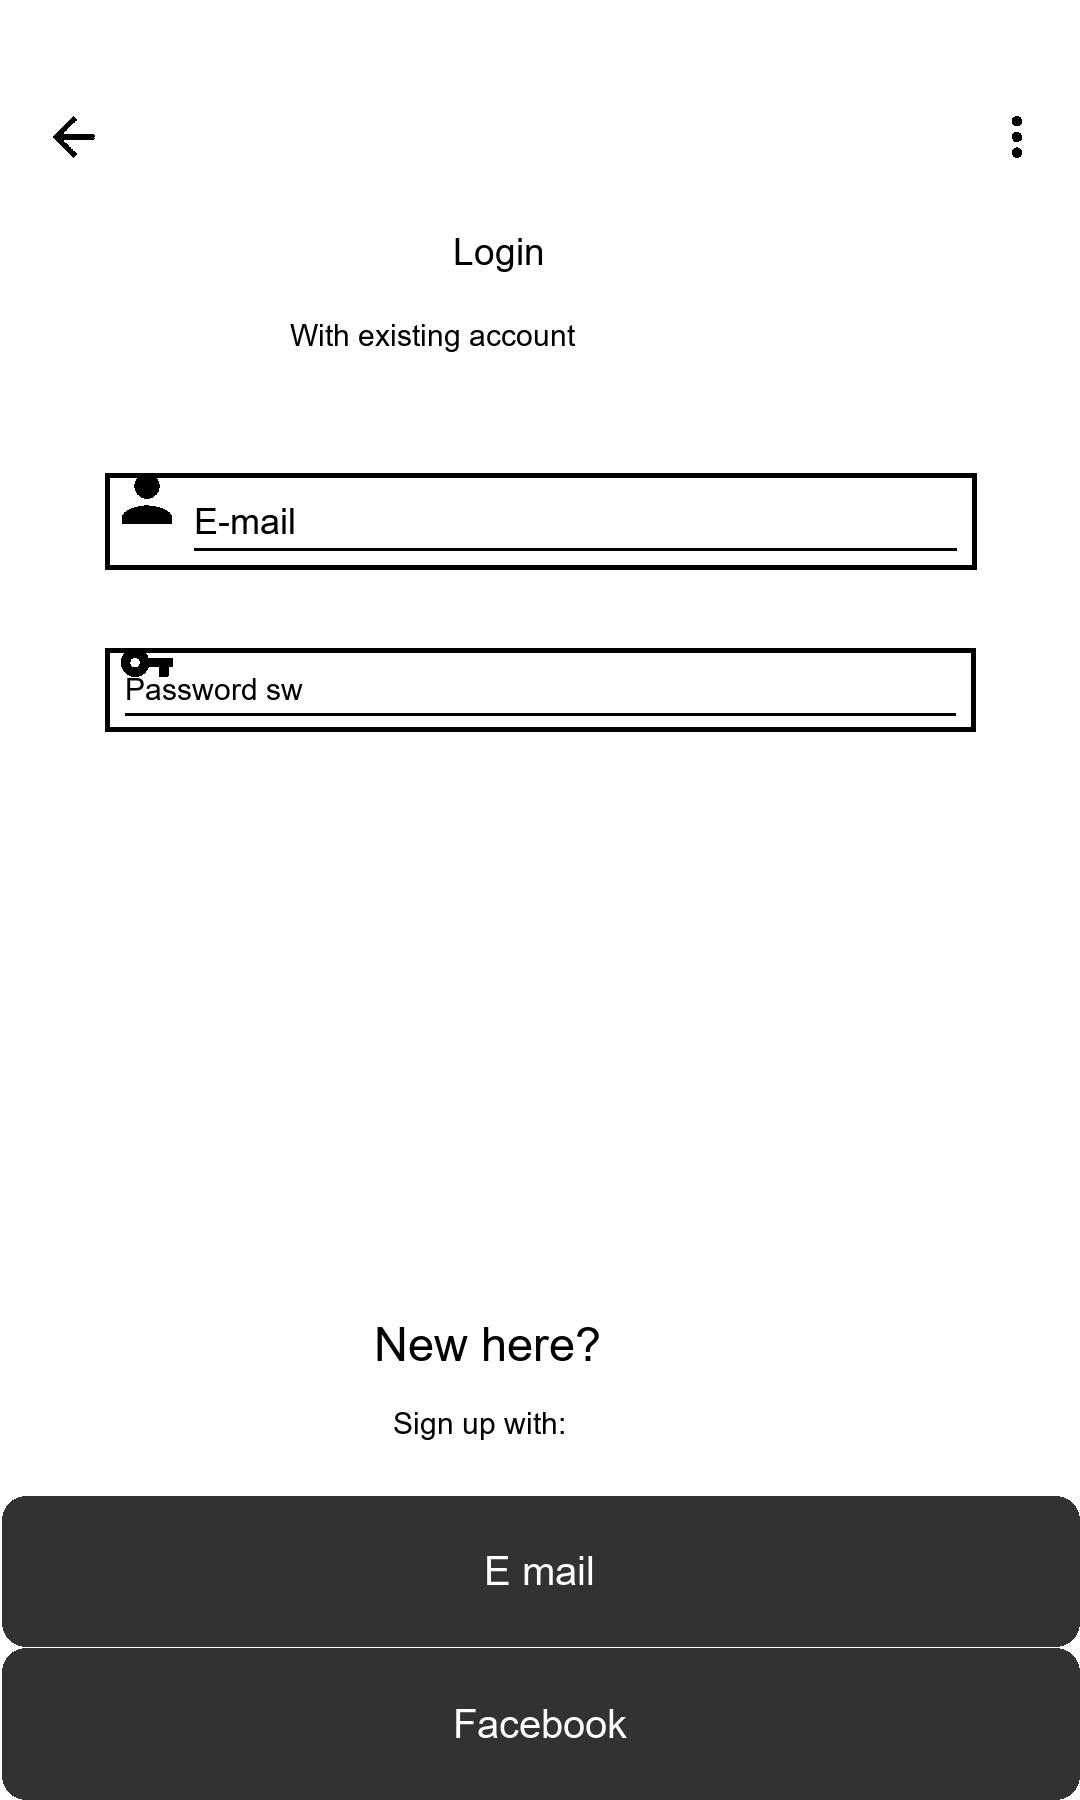 Login
With existing account
E-mail
Password sw
New here?
Sign up with:
E mail
Facebook